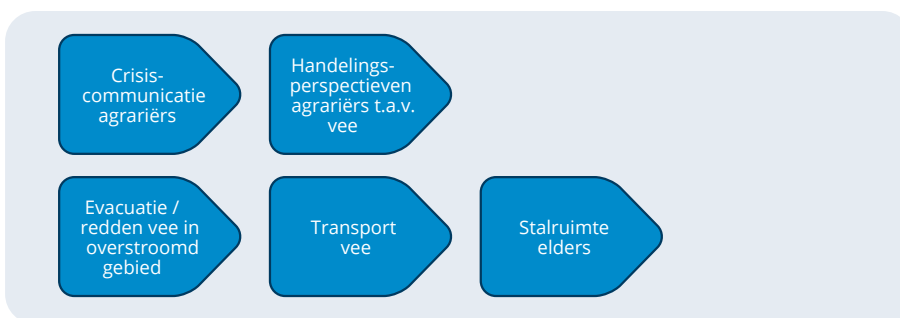 Crisis-
communicatie
agrariërs
Handelings-
perspectieven
agrariërs t.a.v.
vee
Evacuatie /
redden vee in
overstroomd
gebied
Transport
vee
Stalruimte
elders